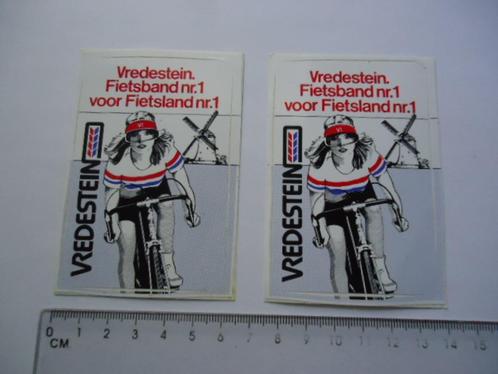 Vredestein.
Fietsband nr.1
voor Fietsland nr.1
VREDESTEIN
Vredestein.
Fietsband nr.1
voor Fietsland nr.1
VREDESTEIN
0 1 2 3 4 5 6 7 8 9 10 11 12 13 14 15
CM